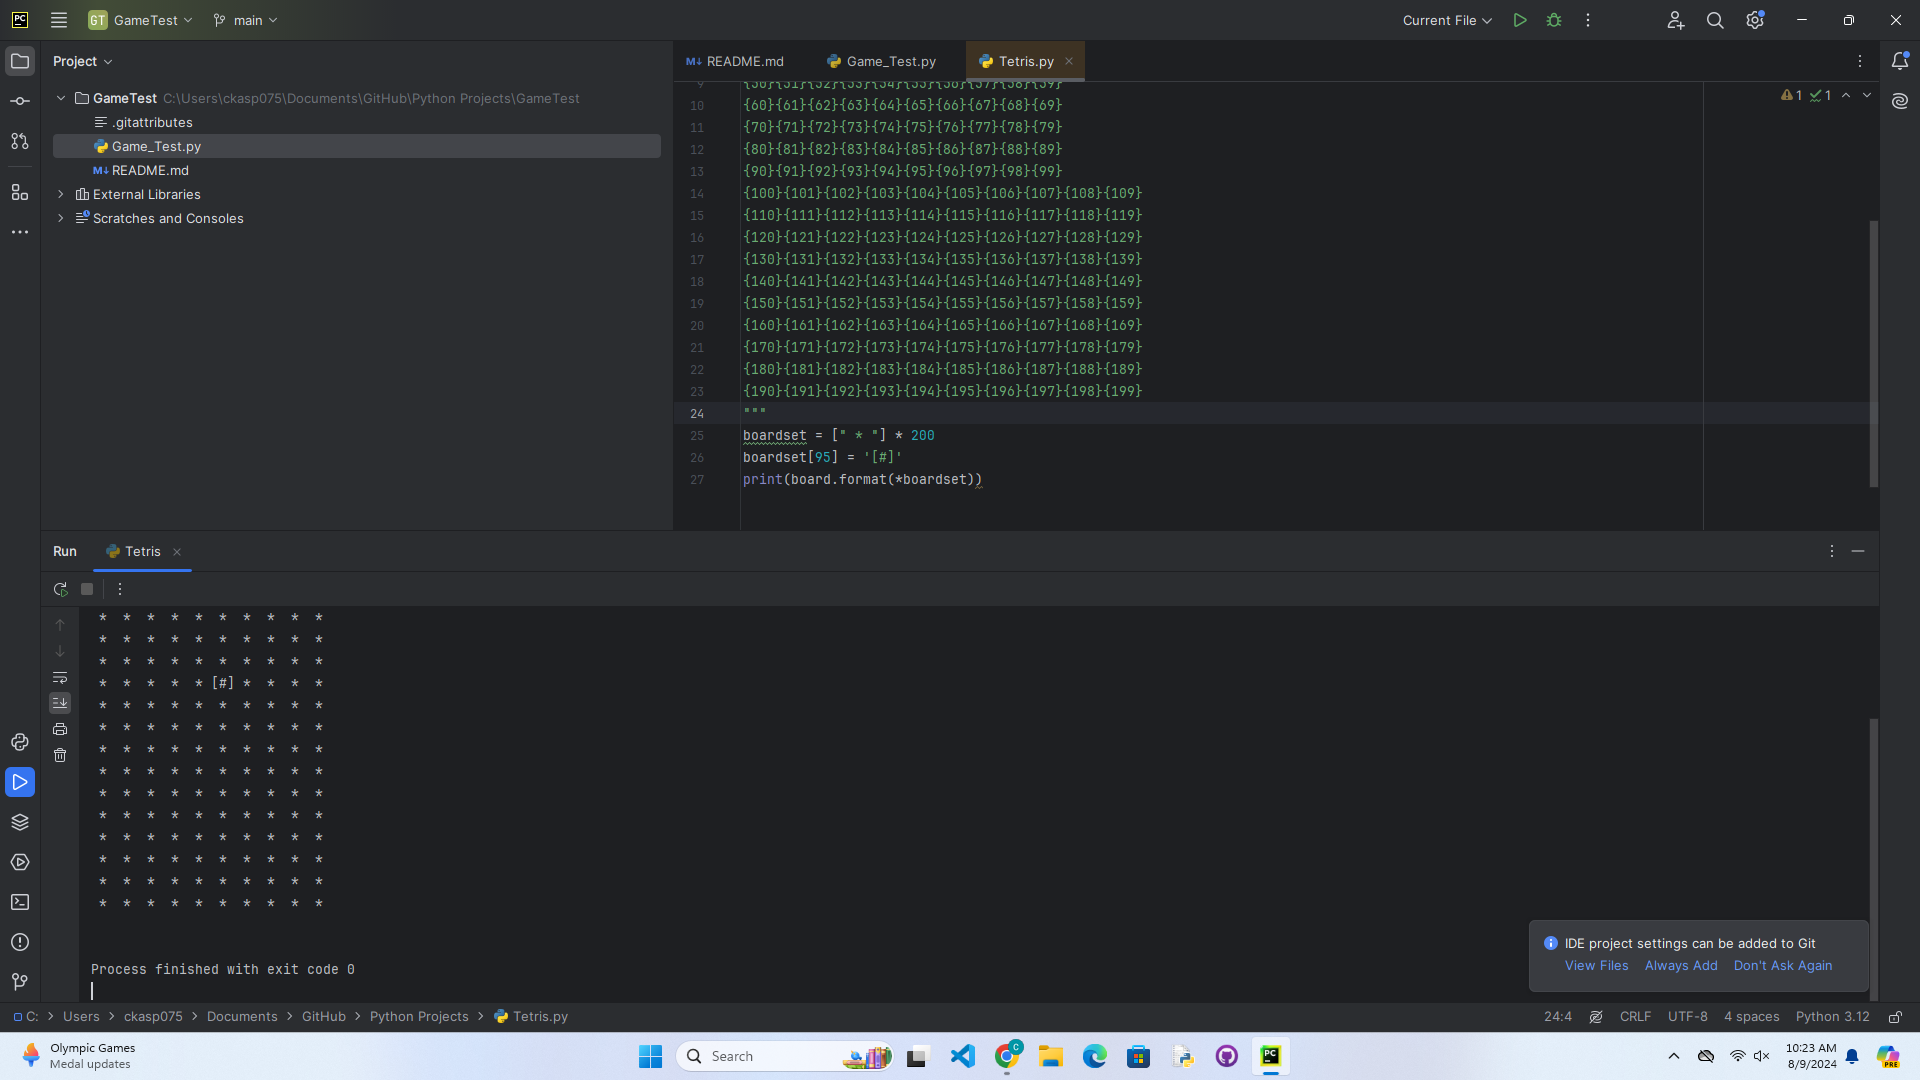 PC GT GameTest main Current File
Project README.md Game_Test.py Tetris.py
GameTest C:\Users\ckasp075\Documents\GitHub\Python Projects\GameTest
.gitattributes
Game_Test.py
README.md
External Libraries
Scratches and Consoles
1 1
9 {50}{51}{52}{53}{54}{55}{56}{57}{58}{59}
10 {60}{61}{62}{63}{64}{65}{66}{67}{68}{69}
11 {70}{71}{72}{73}{74}{75}{76}{77}{78}{79}
12 {80}{81}{82}{83}{84}{85}{86}{87}{88}{89}
13 {90}{91}{92}{93}{94}{95}{96}{97}{98}{99}
14 {100}{101}{102}{103}{104}{105}{106}{107}{108}{109}
15 {110}{111}{112}{113}{114}{115}{116}{117}{118}{119}
16 {120}{121}{122}{123}{124}{125}{126}{127}{128}{129}
17 {130}{131}{132}{133}{134}{135}{136}{137}{138}{139}
18 {140}{141}{142}{143}{144}{145}{146}{147}{148}{149}
19 {150}{151}{152}{153}{154}{155}{156}{157}{158}{159}
20 {160}{161}{162}{163}{164}{165}{166}{167}{168}{169}
21 {170}{171}{172}{173}{174}{175}{176}{177}{178}{179}
22 {180}{181}{182}{183}{184}{185}{186}{187}{188}{189}
23 {190}{191}{192}{193}{194}{195}{196}{197}{198}{199}
24 """
25 boardset = [" * "] * 200
26 boardset[95] = '[#]'
27 print(board.format(*boardset))
Run Tetris
*  *  *  *  *  *  *  *  *  *
*  *  *  *  *  *  *  *  *  *
*  *  *  *  *  *  *  *  *  *
*  *  *  *  * [#] *  *  *  *
*  *  *  *  *  *  *  *  *  *
*  *  *  *  *  *  *  *  *  *
*  *  *  *  *  *  *  *  *  *
*  *  *  *  *  *  *  *  *  *
*  *  *  *  *  *  *  *  *  *
*  *  *  *  *  *  *  *  *  *
*  *  *  *  *  *  *  *  *  *
*  *  *  *  *  *  *  *  *  *
*  *  *  *  *  *  *  *  *  *
*  *  *  *  *  *  *  *  *  *
Process finished with exit code 0
IDE project settings can be added to Git
View Files Always Add Don't Ask Again
C: Users ckasp075 Documents GitHub Python Projects Tetris.py 24:4 CRLF UTF-8 4 spaces Python 3.12
Olympic Games
Medal updates
Search
C
PC
10:23 AM
8/9/2024
PRE